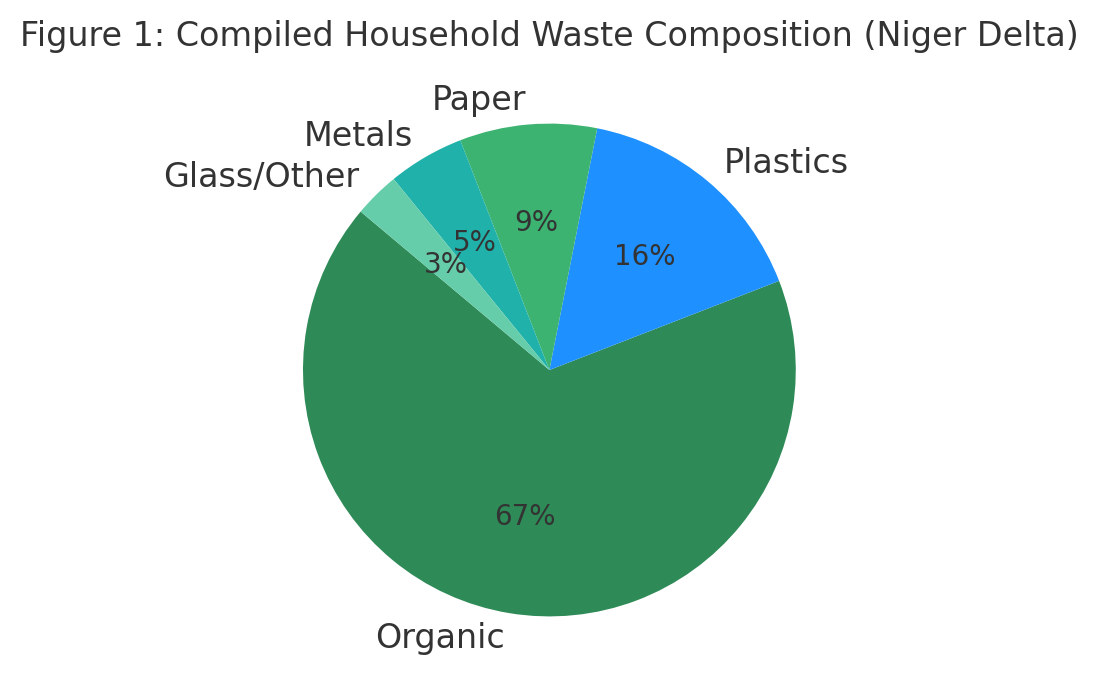 Figure 1: Compiled Household Waste Composition (Niger Delta)
Paper
Metals
Plastics
Glass/Other
9%
5%
16%
3%
67%
Organic